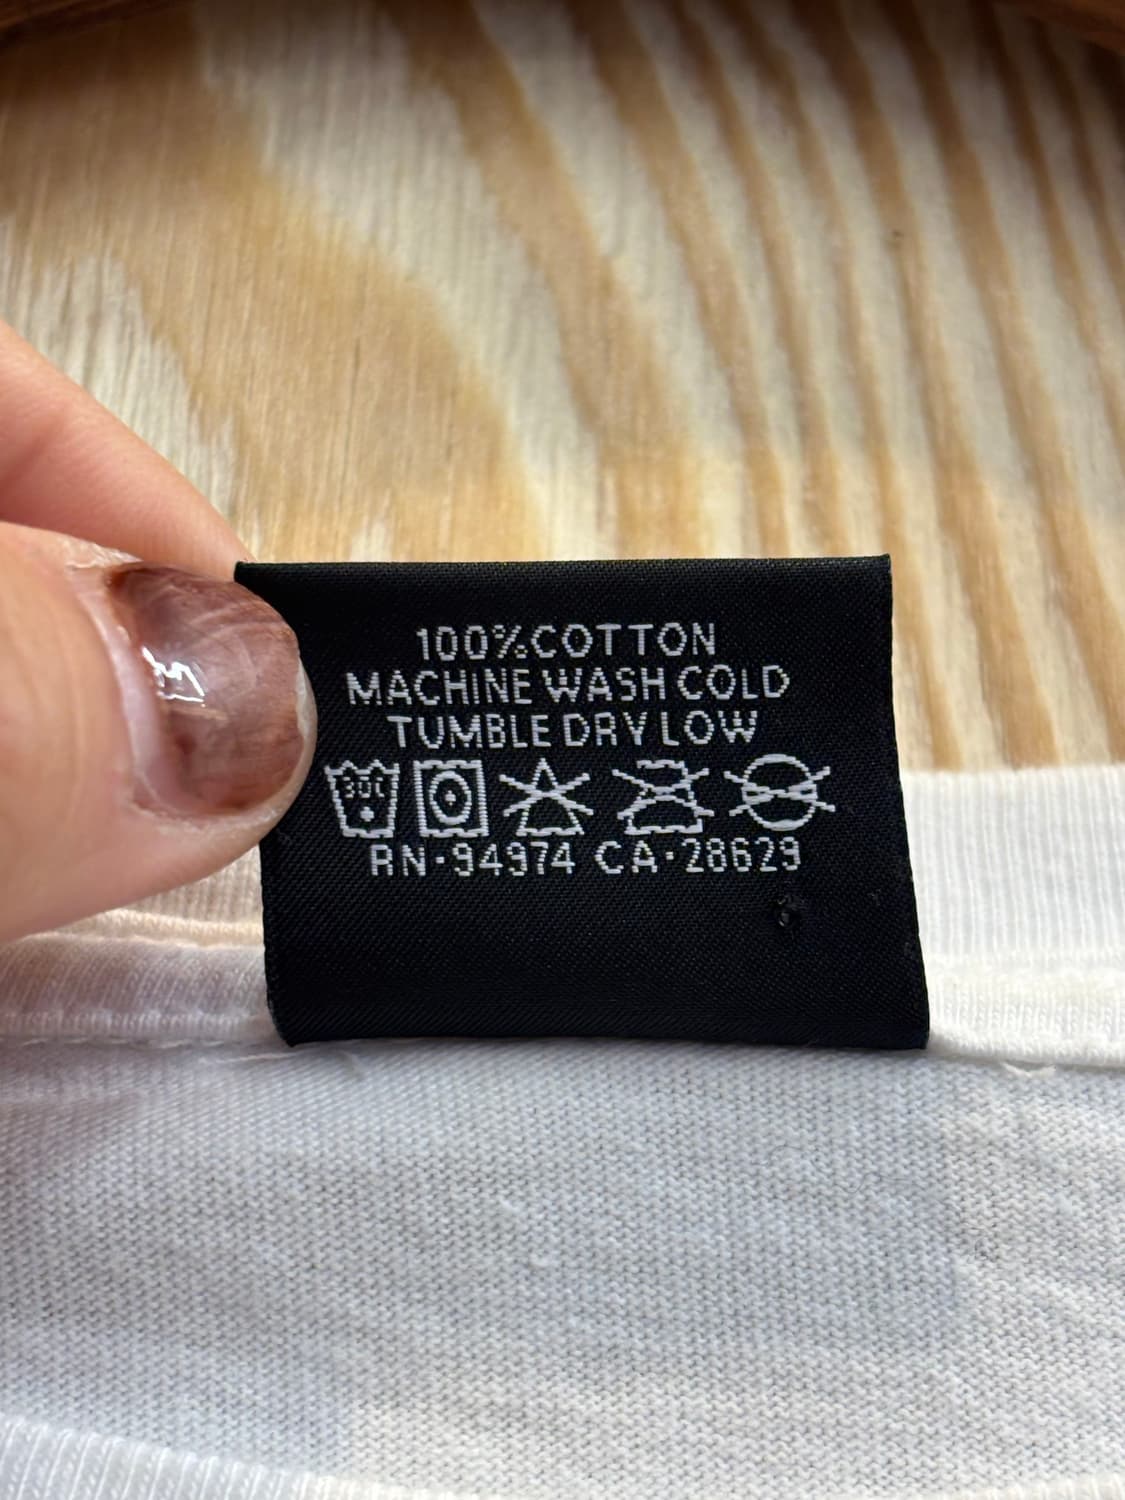 100% COTTON
MACHINE WASH COLD
TUMBLE DRY LOW
30C
RN·94974 CA·28629